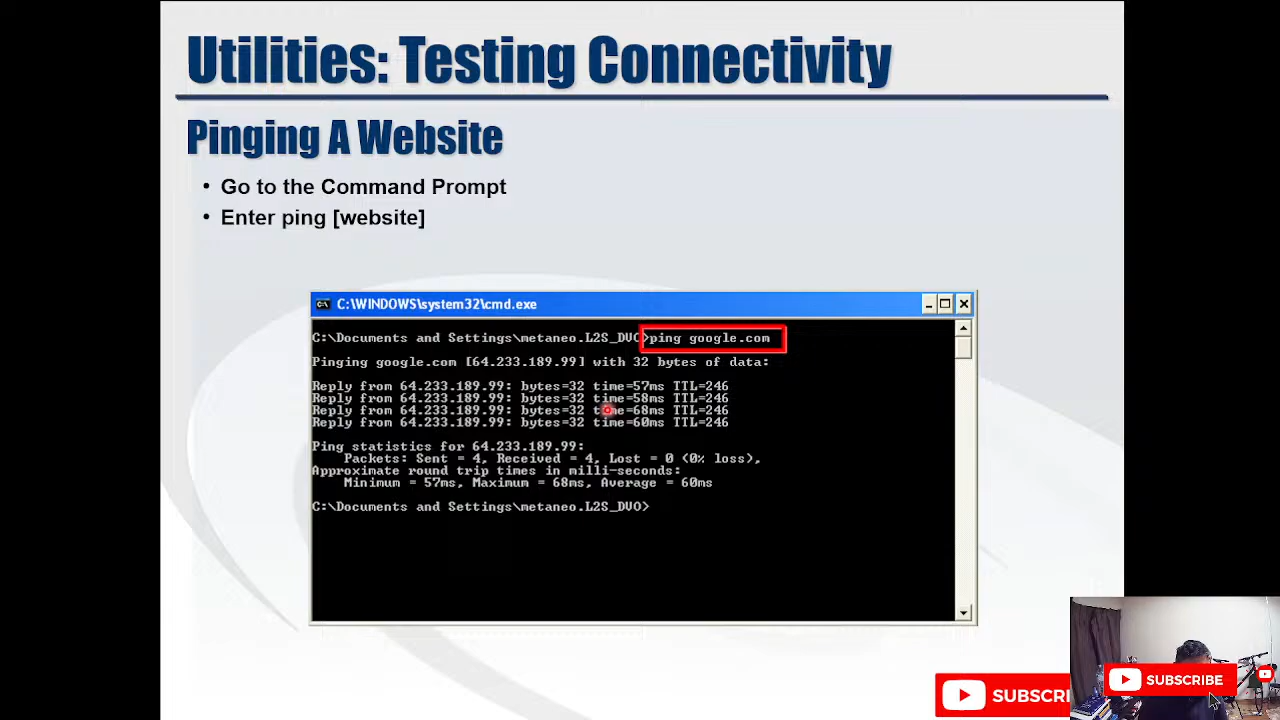 Utilities: Testing Connectivity
Pinging A Website
• Go to the Command Prompt
• Enter ping [website]
C:\WINDOWS\system32\cmd.exe
C:\Documents and Settings\metaneo.L2S_DVO>ping google.com
Pinging google.com [64.233.189.99] with 32 bytes of data:
Reply from 64.233.189.99: bytes=32 time=57ms TTL=246
Reply from 64.233.189.99: bytes=32 time=58ms TTL=246
Reply from 64.233.189.99: bytes=32 time=68ms TTL=246
Reply from 64.233.189.99: bytes=32 time=60ms TTL=246
Ping statistics for 64.233.189.99:
Packets: Sent = 4, Received = 4, Lost = 0 (0% loss),
Approximate round trip times in milli-seconds:
Minimum = 57ms, Maximum = 68ms, Average = 60ms
C:\Documents and Settings\metaneo.L2S_DVO>
SUBSCRIBE
SUBSCRI